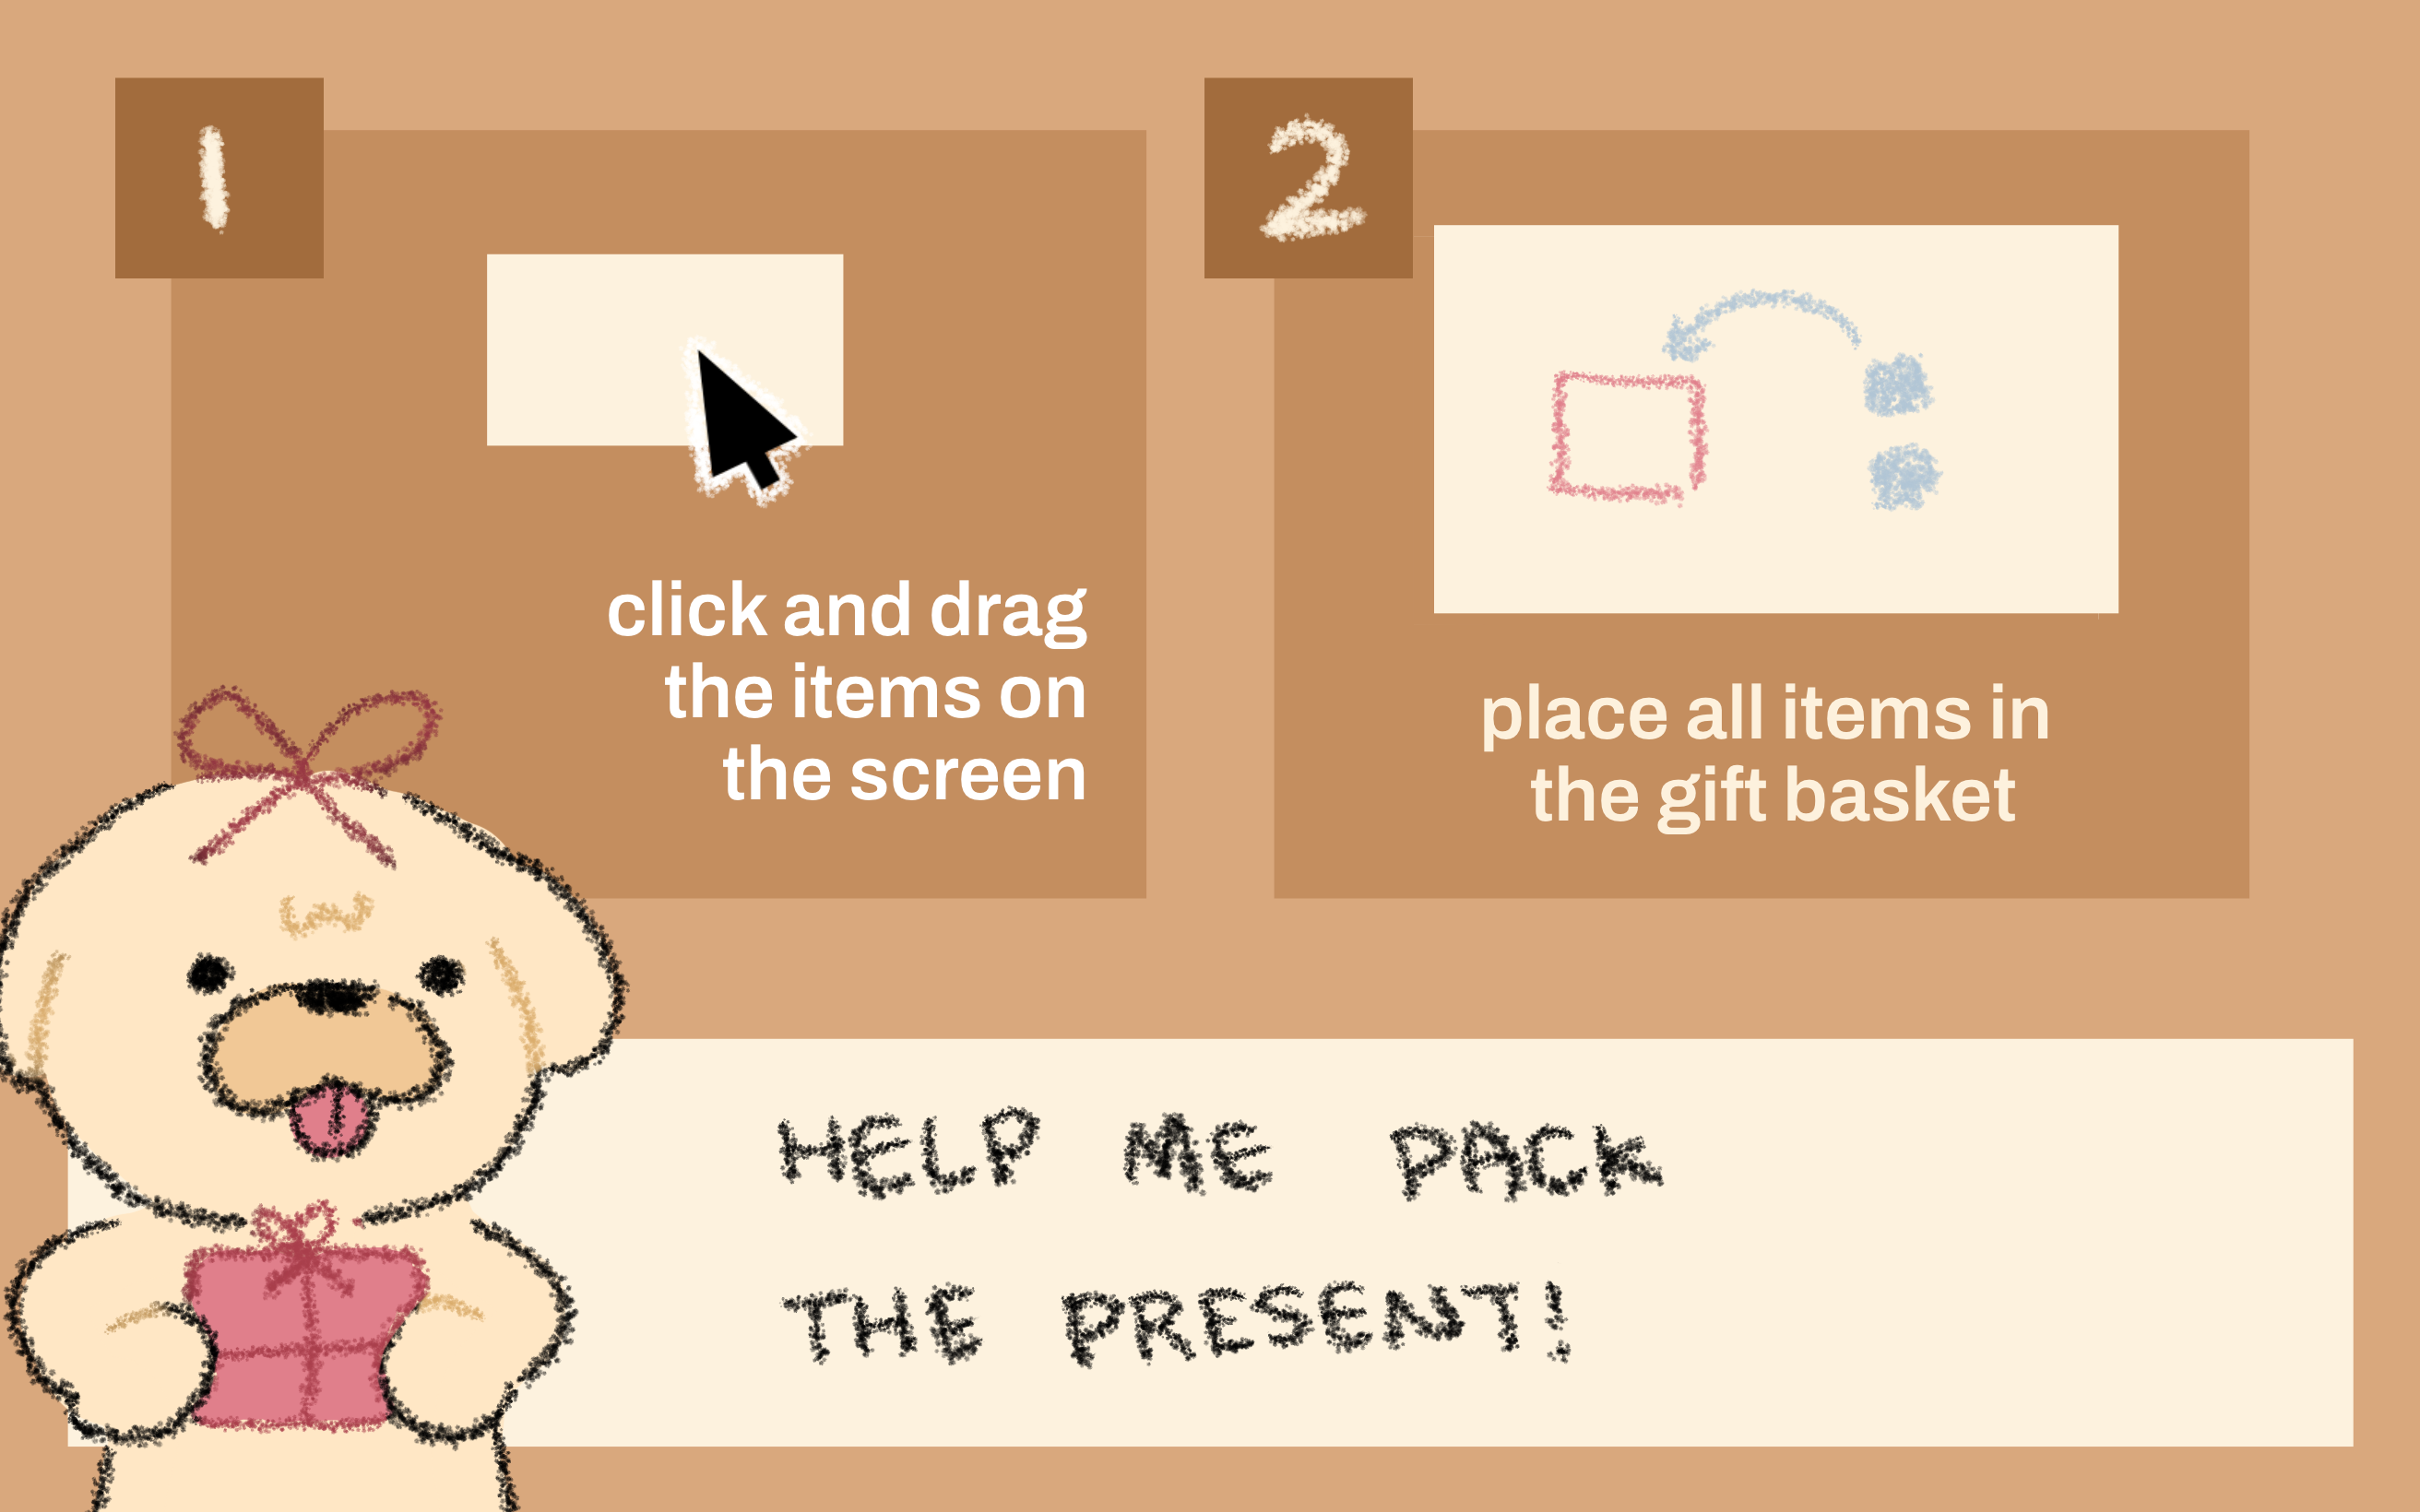 1
click and drag
the items on
the screen
2
place all items in
the gift basket
HELP ME PACK
THE PRESENT!